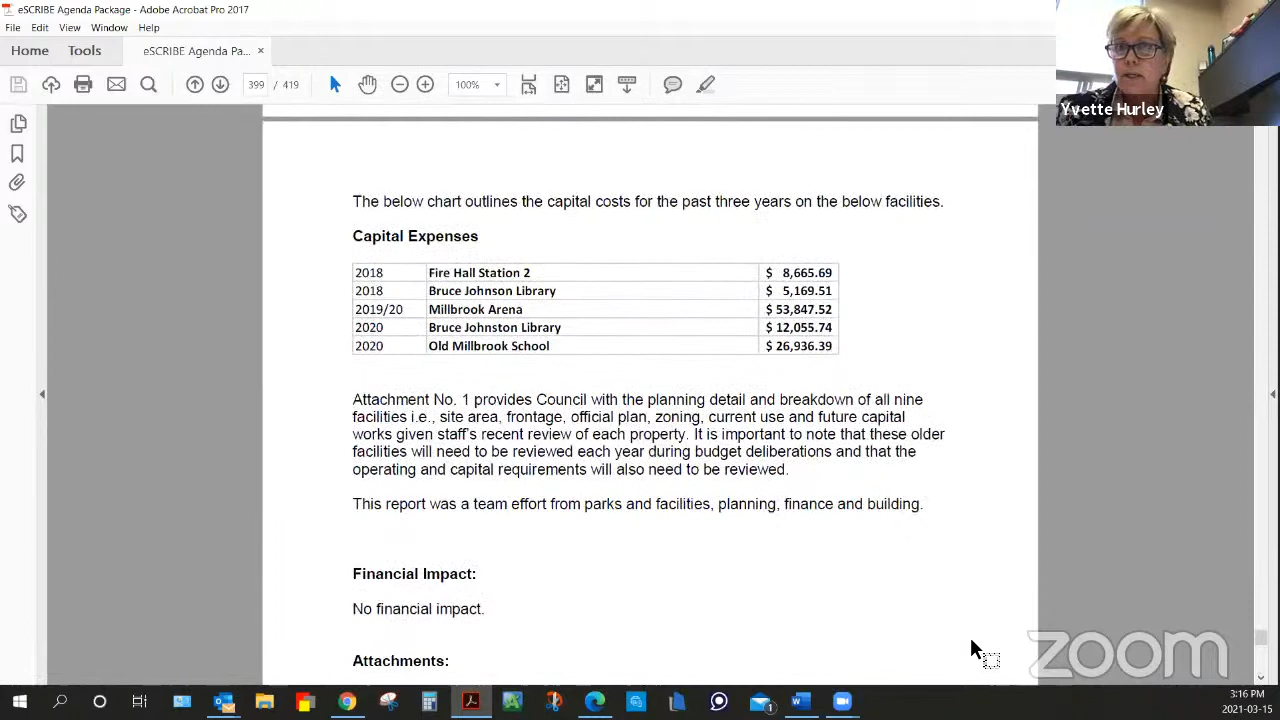 eSCRIBE Agenda Package - Adobe Acrobat Pro 2017
File Edit View Window Help
Home Tools eSCRIBE Agenda Pa... ×
399 / 419 100%
Yvette Hurley
The below chart outlines the capital costs for the past three years on the below facilities.
Capital Expenses
2018 Fire Hall Station 2 $ 8,665.69
2018 Bruce Johnson Library $ 5,169.51
2019/20 Millbrook Arena $ 53,847.52
2020 Bruce Johnston Library $ 12,055.74
2020 Old Millbrook School $ 26,936.39
Attachment No. 1 provides Council with the planning detail and breakdown of all nine
facilities i.e., site area, frontage, official plan, zoning, current use and future capital
works given staff's recent review of each property. It is important to note that these older
facilities will need to be reviewed each year during budget deliberations and that the
operating and capital requirements will also need to be reviewed.
This report was a team effort from parks and facilities, planning, finance and building.
Financial Impact:
No financial impact.
Attachments:
zoom
3:16 PM
2021-03-15